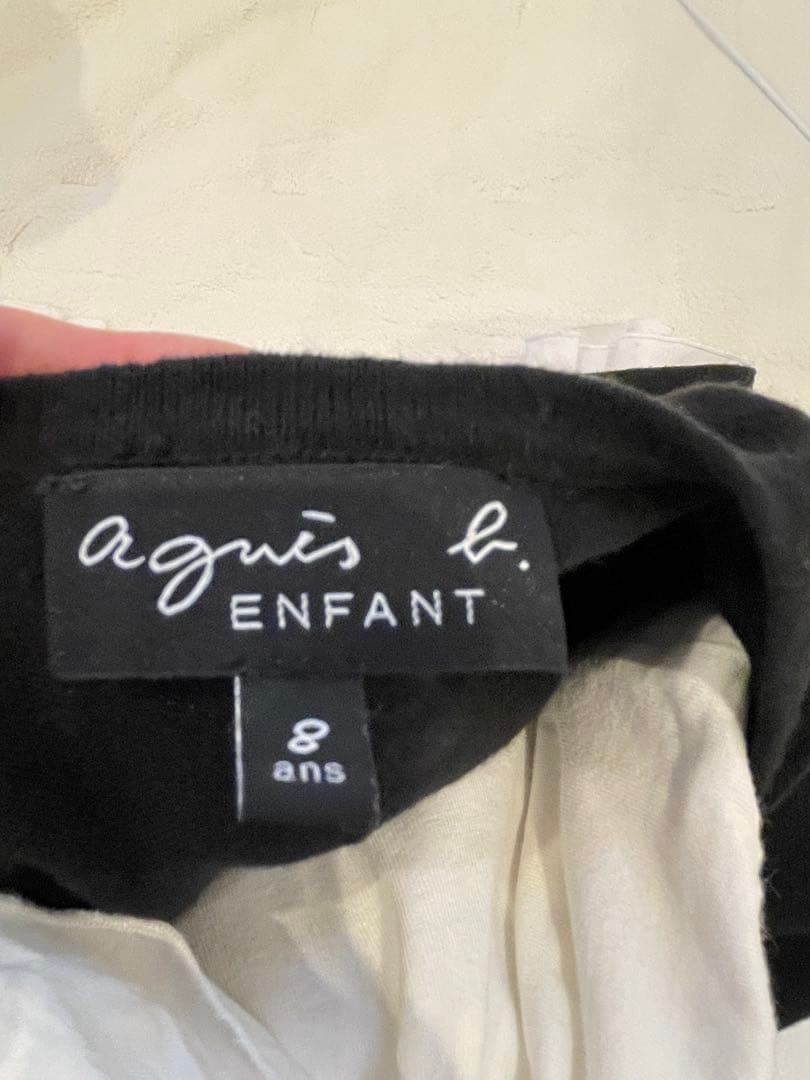 agnès b.
ENFANT
8
ans